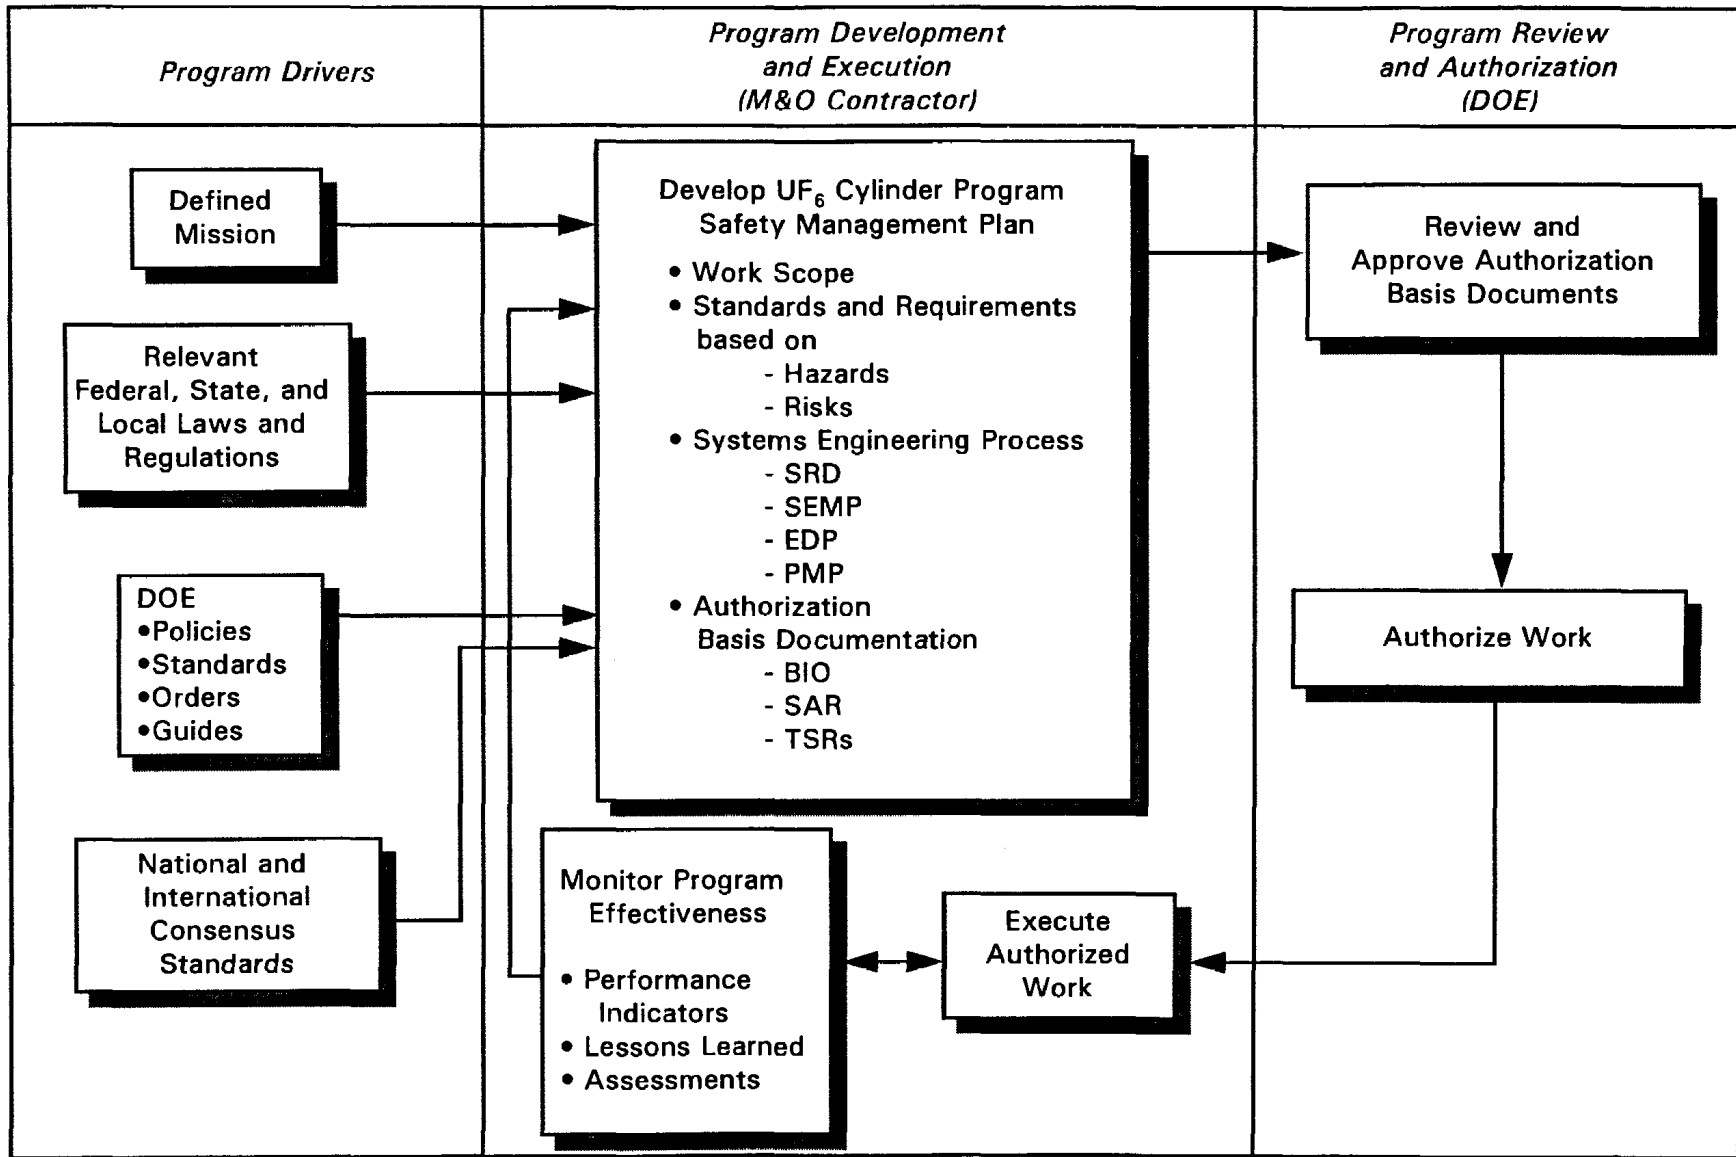 Program Drivers
Program Development
and Execution
(M&O Contractor)
Program Review
and Authorization
(DOE)
Defined
Mission
Relevant
Federal, State, and
Local Laws and
Regulations
DOE
•Policies
•Standards
•Orders
•Guides
National and
International
Consensus
Standards
Develop UF₆ Cylinder Program
Safety Management Plan
• Work Scope
• Standards and Requirements
based on
- Hazards
- Risks
• Systems Engineering Process
- SRD
- SEMP
- EDP
- PMP
• Authorization
Basis Documentation
- BIO
- SAR
- TSRs
Monitor Program
Effectiveness
• Performance
Indicators
• Lessons Learned
• Assessments
Execute
Authorized
Work
Review and
Approve Authorization
Basis Documents
Authorize Work